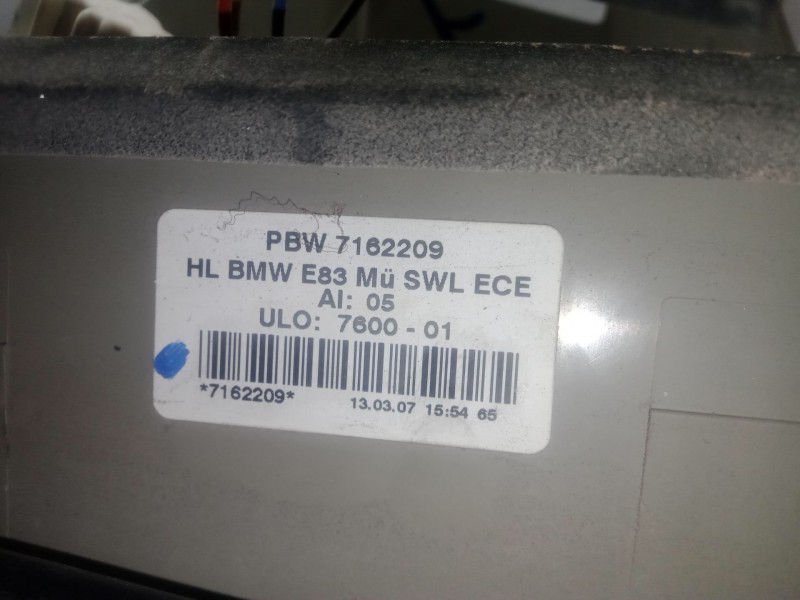 PBW 7162209
HL BMW E83 Mü SWL ECE
AI: 05
ULO: 7600 - 01
*7162209* 13.03.07 15:54 65